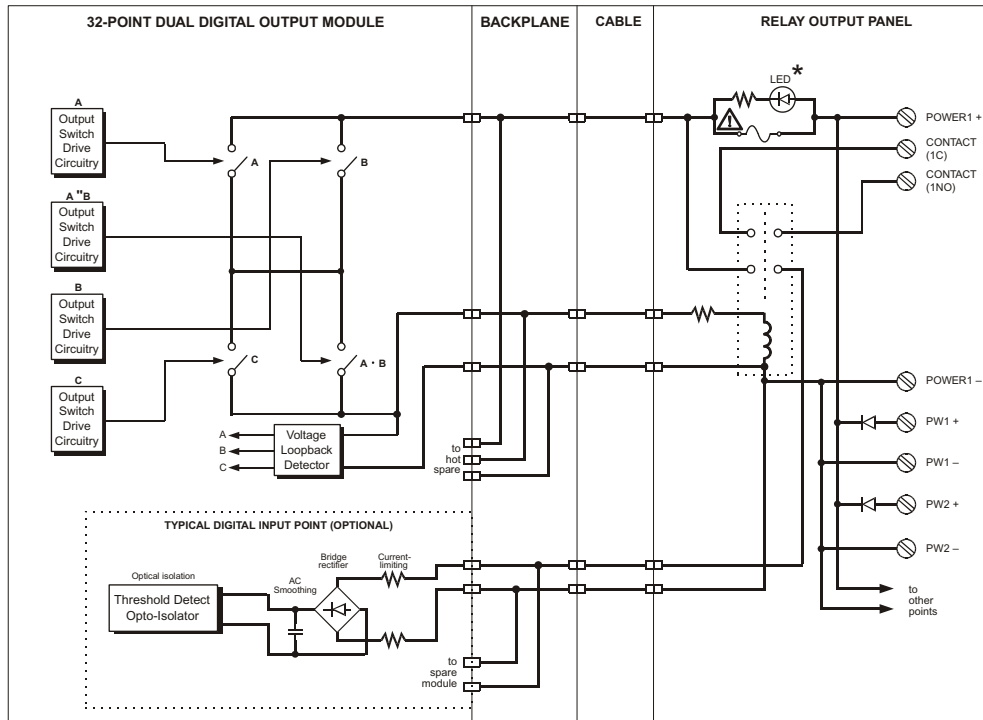 32-POINT DUAL DIGITAL OUTPUT MODULE
BACKPLANE
CABLE
RELAY OUTPUT PANEL
A
Output
Switch
Drive
Circuitry
A"B
Output
Switch
Drive
Circuitry
B
Output
Switch
Drive
Circuitry
C
Output
Switch
Drive
Circuitry
A
B
C
A · B
A
B
C
Voltage
Loopback
Detector
to
hot
spare
LED*
!
POWER1 +
CONTACT
(1C)
CONTACT
(1NO)
POWER1 –
PW1 +
PW1 –
PW2 +
PW2 –
to
other
points
TYPICAL DIGITAL INPUT POINT (OPTIONAL)
Optical isolation
Threshold Detect
Opto-Isolator
AC
Smoothing
Bridge
rectifier
Current-
limiting
to
spare
module